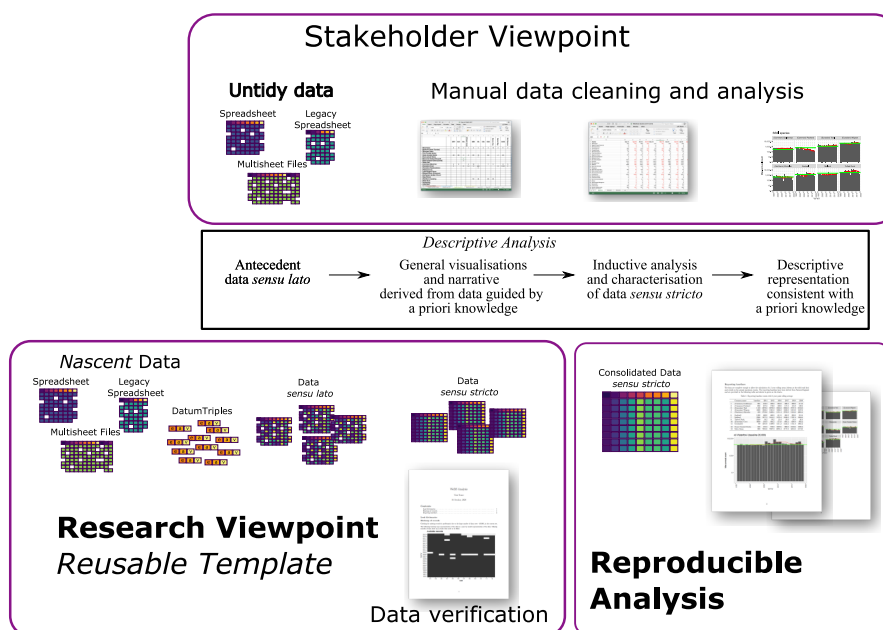 Stakeholder Viewpoint
Untidy data
Manual data cleaning and analysis
Spreadsheet
Legacy
Spreadsheet
Multisheet Files
Descriptive Analysis
Antecedent
data sensu lato
General visualisations
and narrative
derived from data guided by
a priori knowledge
Inductive analysis
and characterisation
of data sensu stricto
Descriptive
representation
consistent with
a priori knowledge
Nascent Data
Spreadsheet
Legacy
Spreadsheet
Multisheet Files
DatumTriples
Data
sensu lato
Data
sensu stricto
Research Viewpoint
Reusable Template
Data verification
Consolidated Data
sensu stricto
Reproducible
Analysis